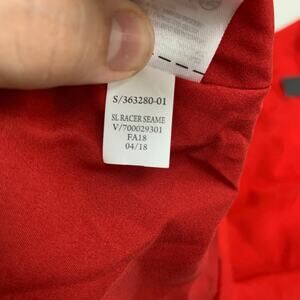 S/363280-01
SL RACER SEAME
V/700029301
FA18
04/18